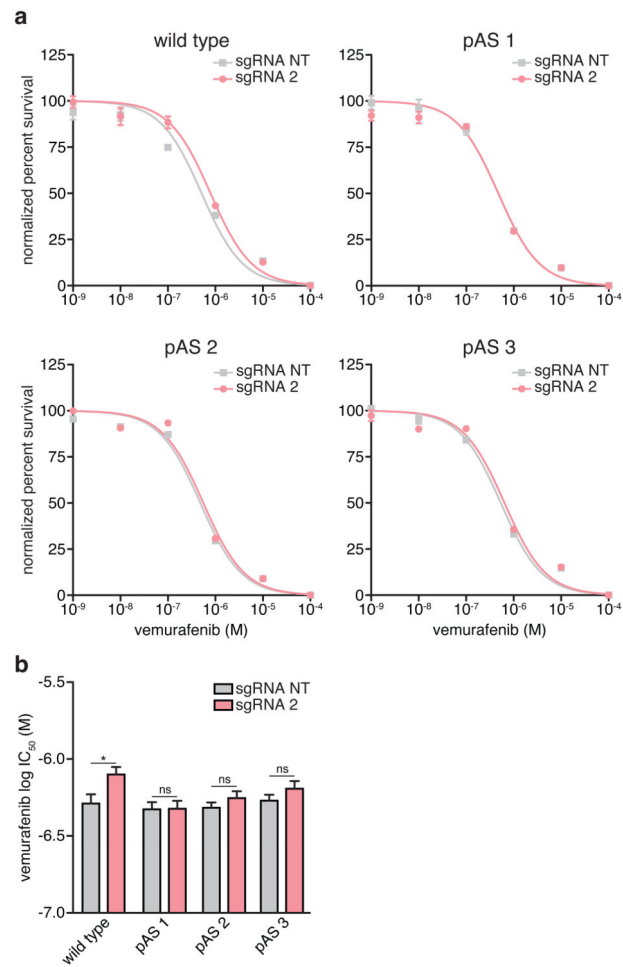 a
wild type
sgRNA NT
sgRNA 2
normalized percent survival
125
100
75
50
25
0
10-9 10-8 10-7 10-6 10-5 10-4
pAS 1
sgRNA NT
sgRNA 2
125
100
75
50
25
0
10-9 10-8 10-7 10-6 10-5 10-4
pAS 2
sgRNA NT
sgRNA 2
normalized percent survival
125
100
75
50
25
0
10-9 10-8 10-7 10-6 10-5 10-4
vemurafenib (M)
pAS 3
sgRNA NT
sgRNA 2
125
100
75
50
25
0
10-9 10-8 10-7 10-6 10-5 10-4
vemurafenib (M)
b
sgRNA NT
sgRNA 2
vemurafenib log IC50 (M)
-5.5
-6.0
-6.5
-7.0
* ns ns ns
wild type pAS 1 pAS 2 pAS 3